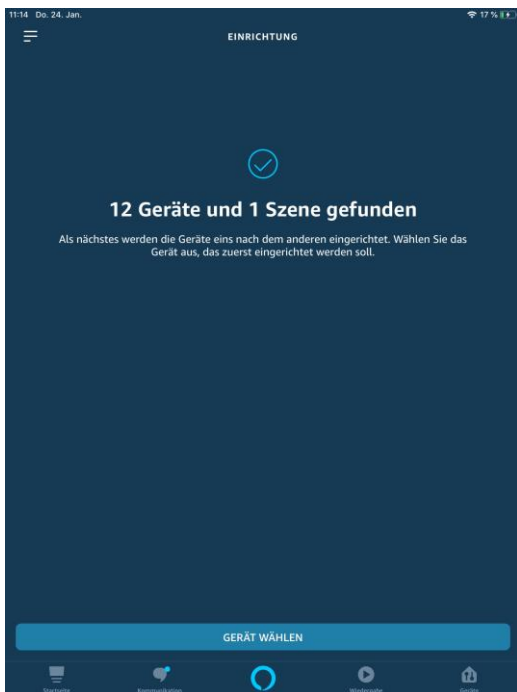 11:14 Do. 24. Jan. 17 %
EINRICHTUNG
12 Geräte und 1 Szene gefunden
Als nächstes werden die Geräte eins nach dem anderen eingerichtet. Wählen Sie das
Gerät aus, das zuerst eingerichtet werden soll.
GERÄT WÄHLEN
Startseite Kommunikation Wiedergabe Geräte